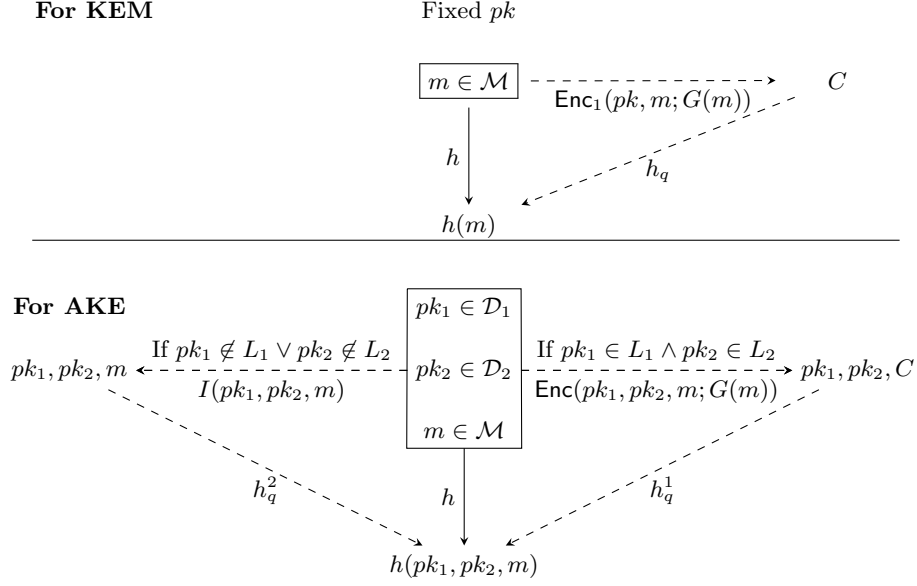 For KEM
Fixed pk
m ∈ ℳ
C
Enc₁(pk, m; G(m))
h
h_q
h(m)
For AKE
pk₁ ∈ 𝒟₁
If pk₁ ∉ L₁ ∨ pk₂ ∉ L₂
If pk₁ ∈ L₁ ∧ pk₂ ∈ L₂
pk₁, pk₂, m
pk₂ ∈ 𝒟₂
pk₁, pk₂, C
I(pk₁, pk₂, m)
Enc(pk₁, pk₂, m; G(m))
m ∈ ℳ
h_q^2
h
h_q^1
h(pk₁, pk₂, m)